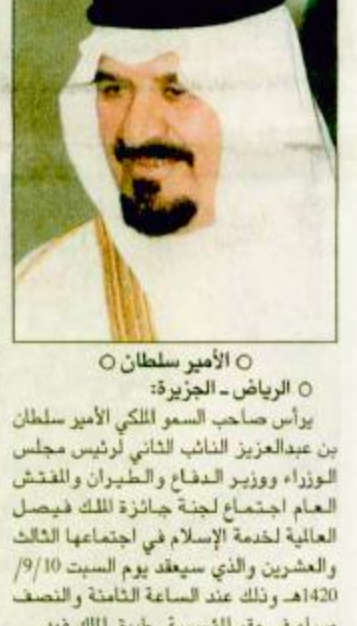 ○ الأمير سلطان ○
○ الرياض ـ الجزيرة:
يرأس صاحب السمو الملكي الأمير سلطان
بن عبدالعزيز النائب الثاني لرئيس مجلس
الوزراء ووزير الدفاع والطيران والمفتش
العام اجتماع لجنة جائزة الملك فيصل
العالمية لخدمة الإسلام في اجتماعها الثالث
والعشرين والذي سيعقد يوم السبت 9/10/
1420هـ وذلك عند الساعة الثامنة والنصف